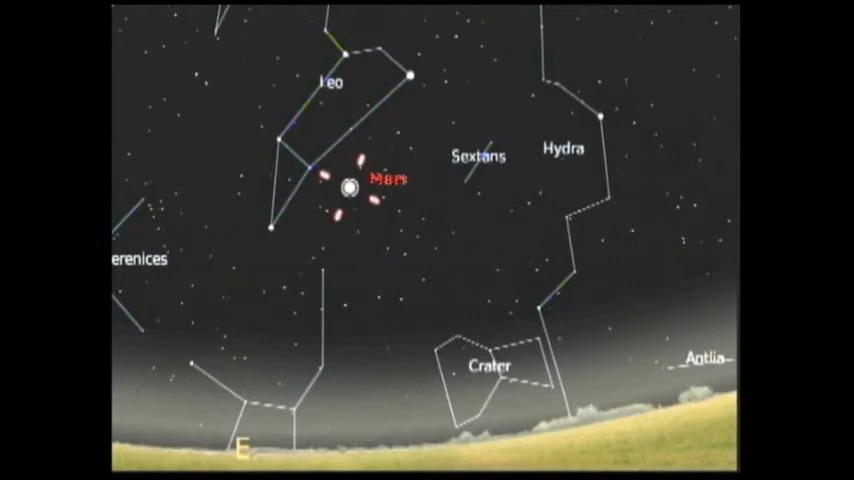 Leo
Sextans
Hydra
Mars
erenices
Crater
Antlia
E